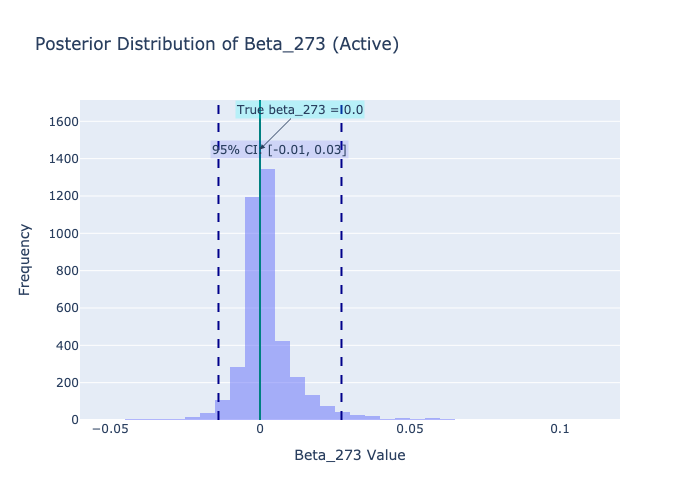 Posterior Distribution of Beta_273 (Active)
True beta_273 = 0.0
95% CI: [-0.01, 0.03]
1600
1400
1200
1000
800
600
400
200
0
Frequency
−0.05
0
0.05
0.1
Beta_273 Value